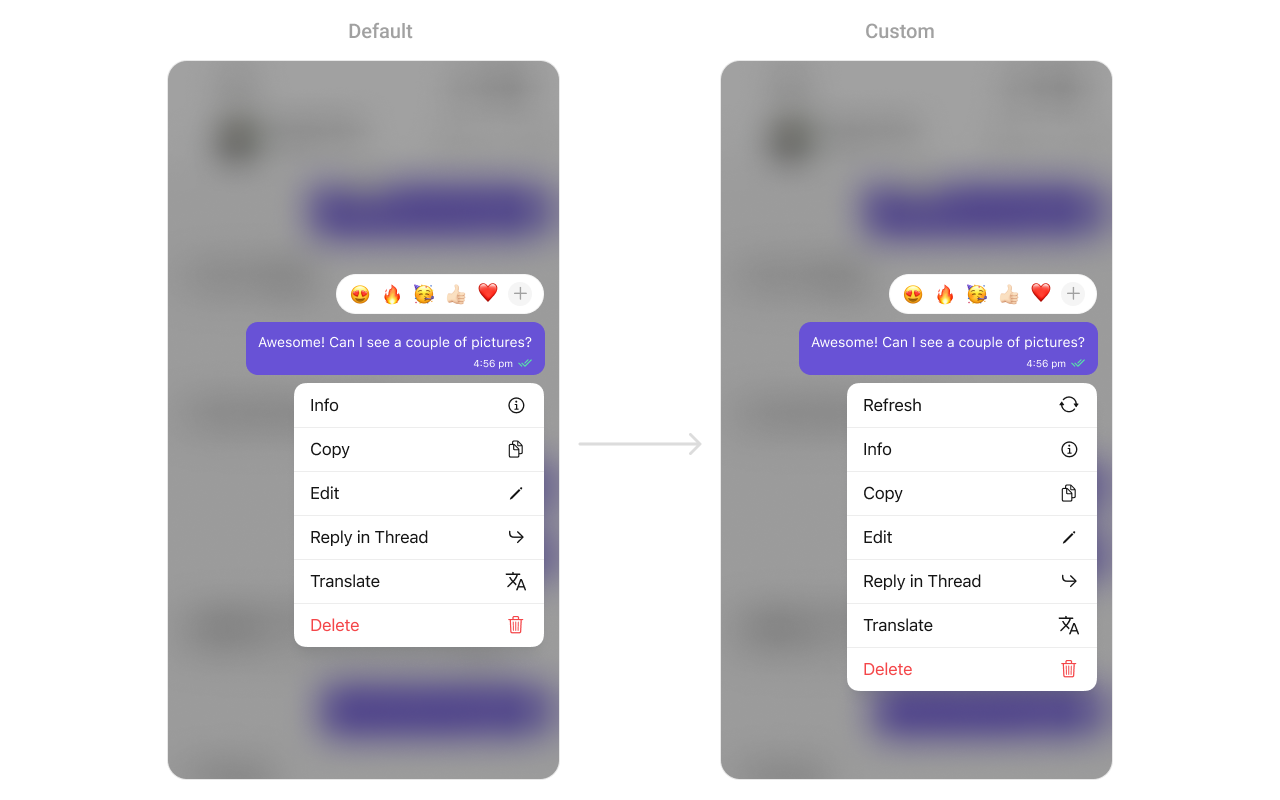 Default
Awesome! Can I see a couple of pictures?
4:56 pm
Info
Copy
Edit
Reply in Thread
Translate
Delete
Custom
Awesome! Can I see a couple of pictures?
4:56 pm
Refresh
Info
Copy
Edit
Reply in Thread
Translate
Delete